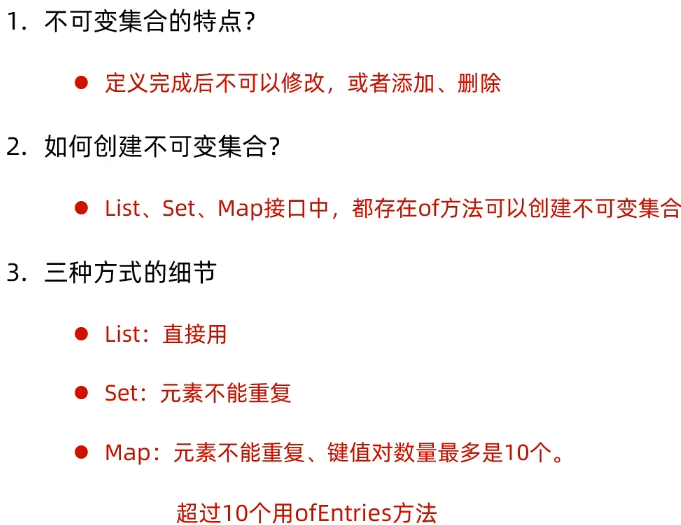 1. 不可变集合的特点？
● 定义完成后不可以修改，或者添加、删除
2. 如何创建不可变集合？
● List、Set、Map接口中，都存在of方法可以创建不可变集合
3. 三种方式的细节
● List：直接用
● Set：元素不能重复
● Map：元素不能重复、键值对数量最多是10个。
超过10个用ofEntries方法